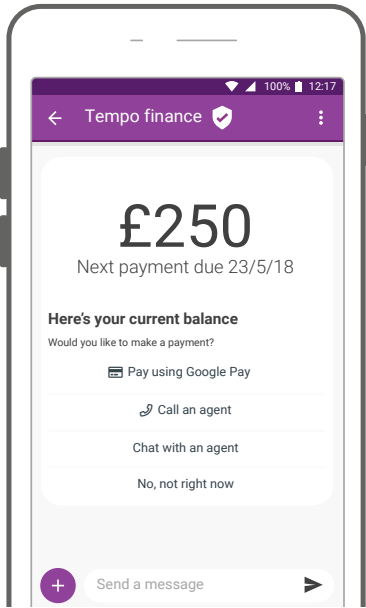 100% 12:17
Tempo finance
£250
Next payment due 23/5/18
Here's your current balance
Would you like to make a payment?
Pay using Google Pay
Call an agent
Chat with an agent
No, not right now
Send a message